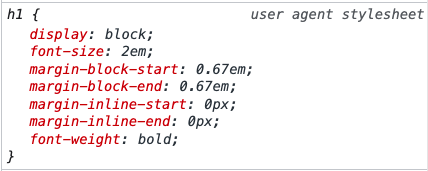 h1 { user agent stylesheet
display: block;
font-size: 2em;
margin-block-start: 0.67em;
margin-block-end: 0.67em;
margin-inline-start: 0px;
margin-inline-end: 0px;
font-weight: bold;
}